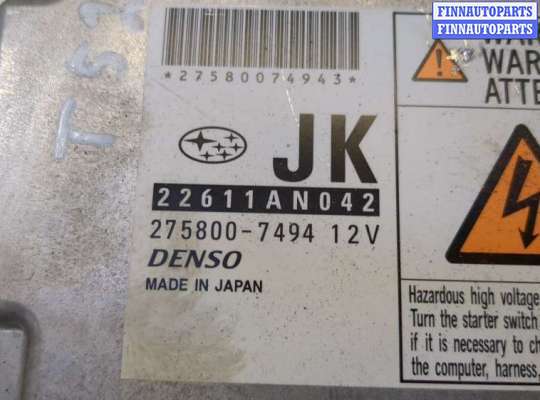 FINNAUTOPARTS
FINNAUTOPARTS
FINNAUTOPARTS
*27580074943*
JK
22611AN042
275800-7494 12V
DENSO
MADE IN JAPAN
Hazardous high voltage
Turn the starter switch
if it is necessary to
the computer, harness,